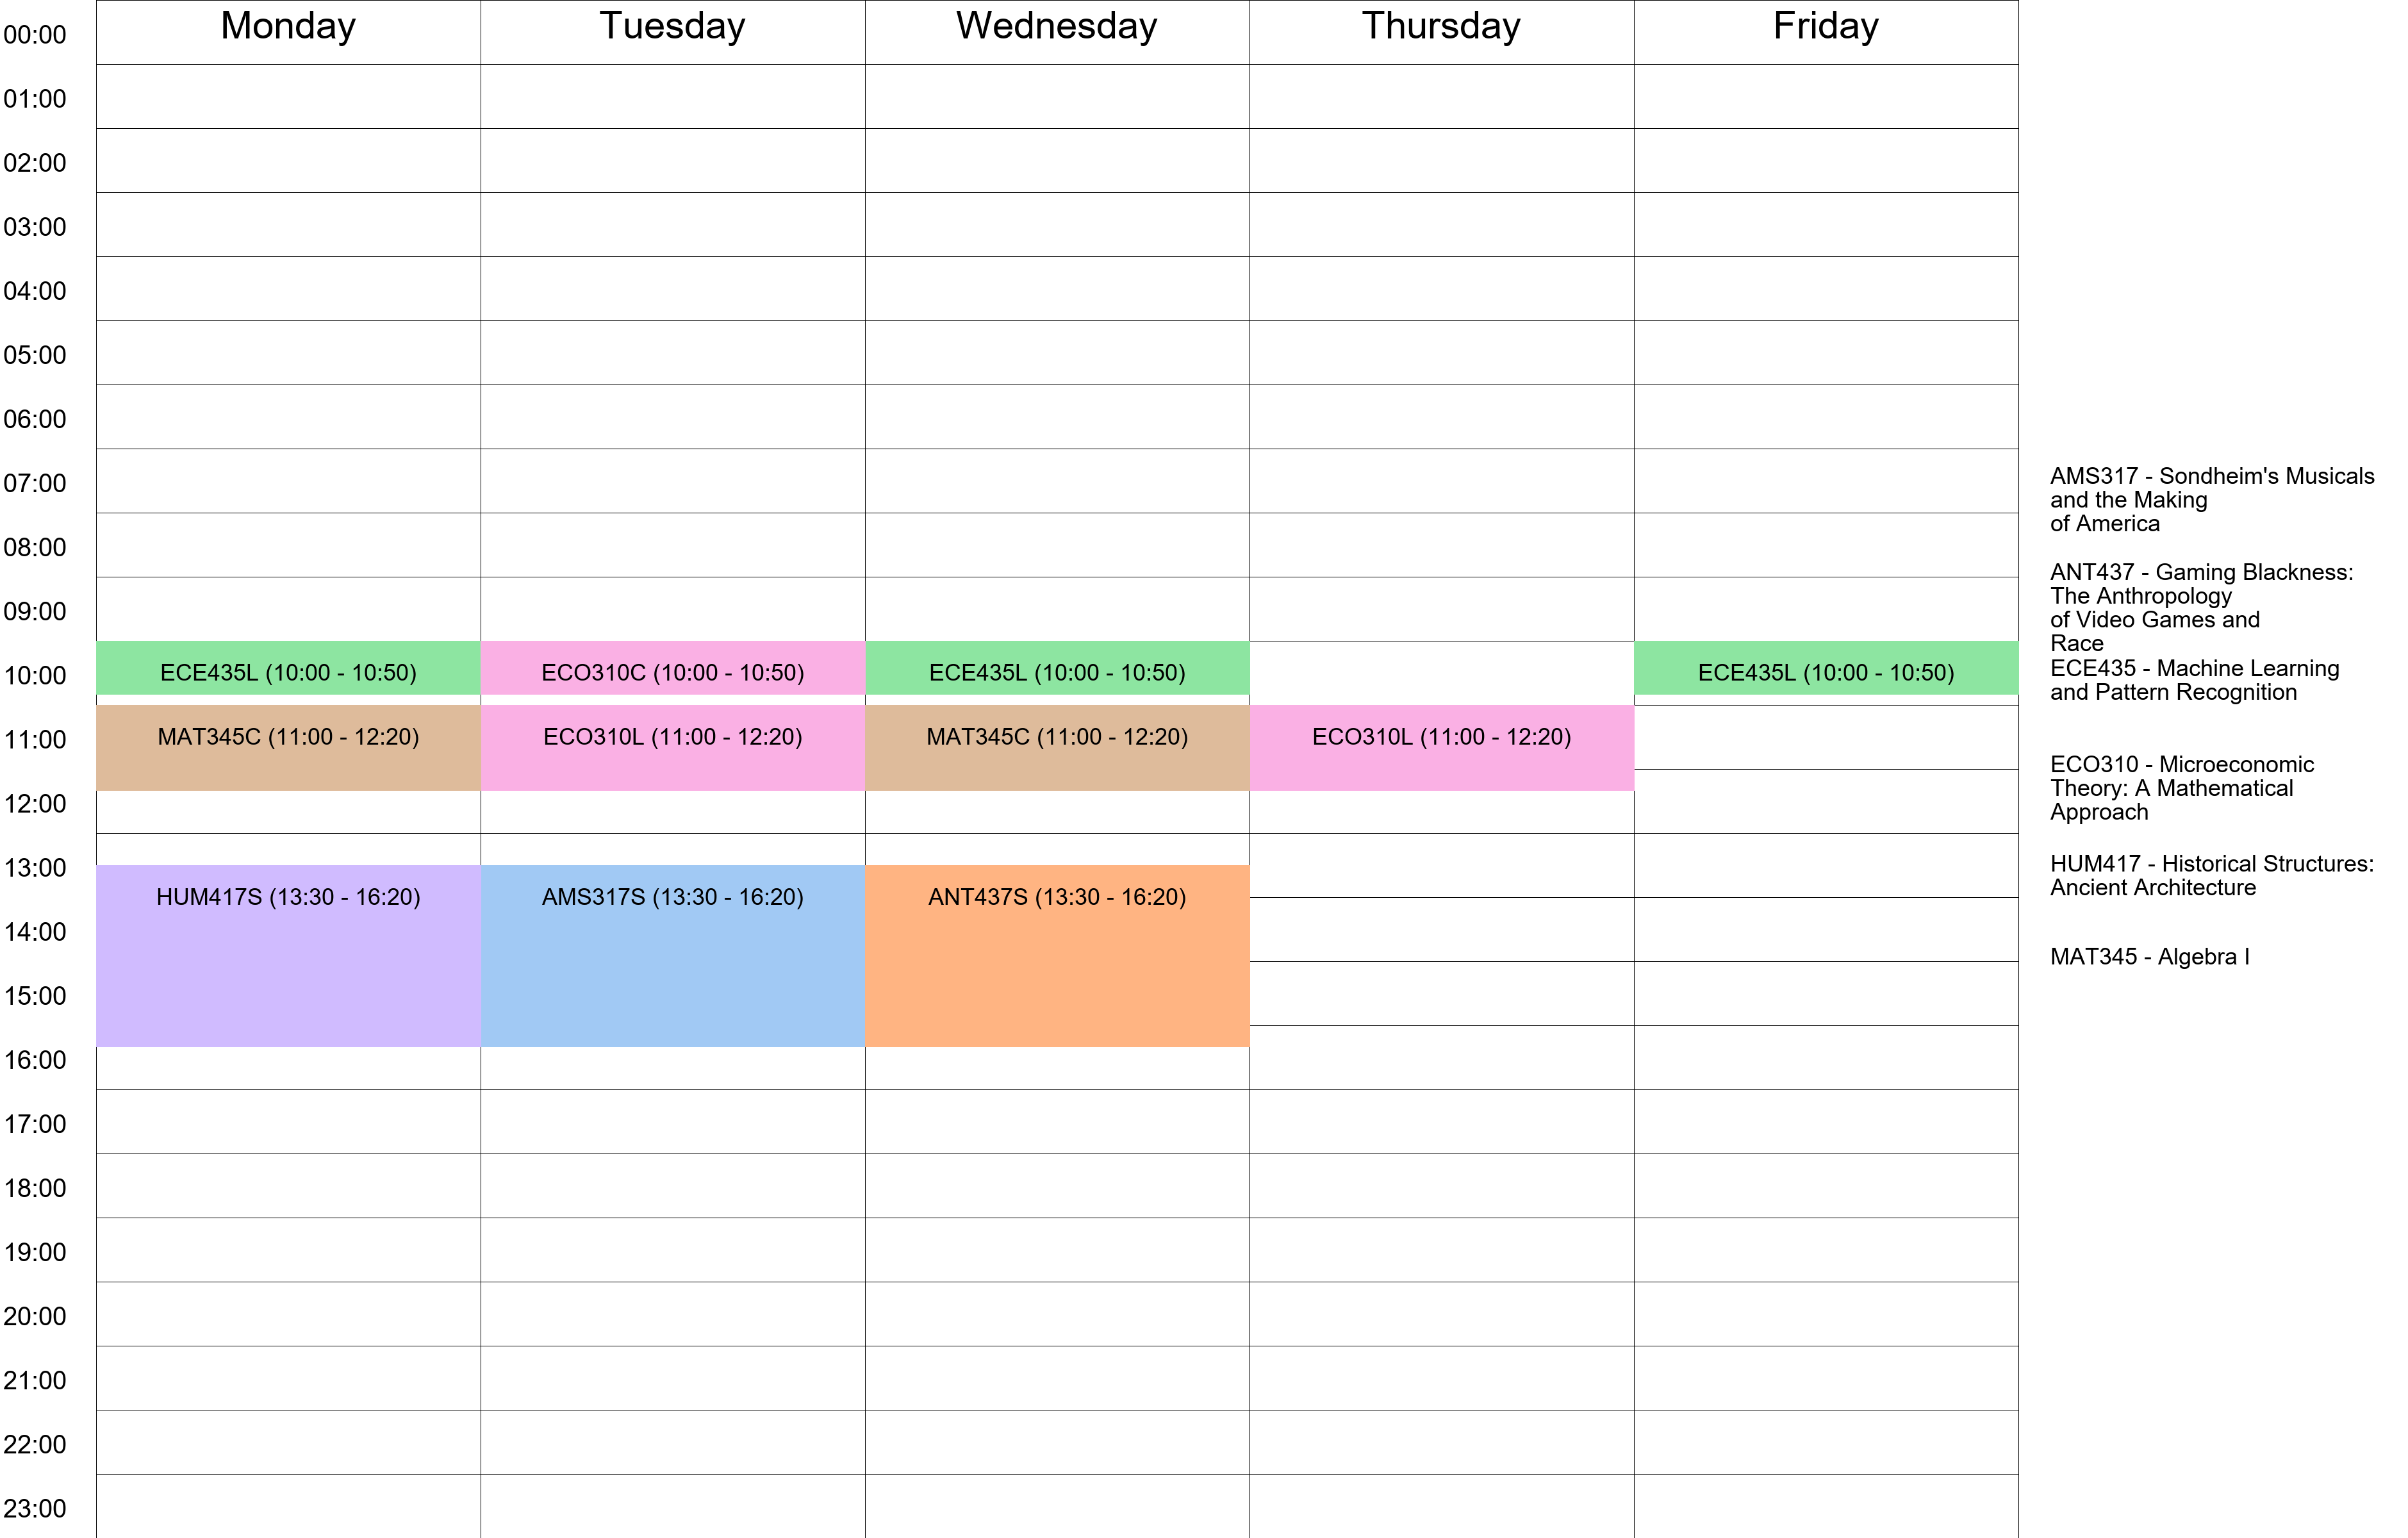 Monday Tuesday Wednesday Thursday Friday
00:00
01:00
02:00
03:00
04:00
05:00
06:00
07:00
08:00
09:00
10:00 ECE435L (10:00 - 10:50) ECO310C (10:00 - 10:50) ECE435L (10:00 - 10:50) ECE435L (10:00 - 10:50)
11:00 MAT345C (11:00 - 12:20) ECO310L (11:00 - 12:20) MAT345C (11:00 - 12:20) ECO310L (11:00 - 12:20)
12:00
13:00
HUM417S (13:30 - 16:20) AMS317S (13:30 - 16:20) ANT437S (13:30 - 16:20)
14:00
15:00
16:00
17:00
18:00
19:00
20:00
21:00
22:00
23:00
AMS317 - Sondheim's Musicals
and the Making
of America
ANT437 - Gaming Blackness:
The Anthropology
of Video Games and
Race
ECE435 - Machine Learning
and Pattern Recognition
ECO310 - Microeconomic
Theory: A Mathematical
Approach
HUM417 - Historical Structures:
Ancient Architecture
MAT345 - Algebra I